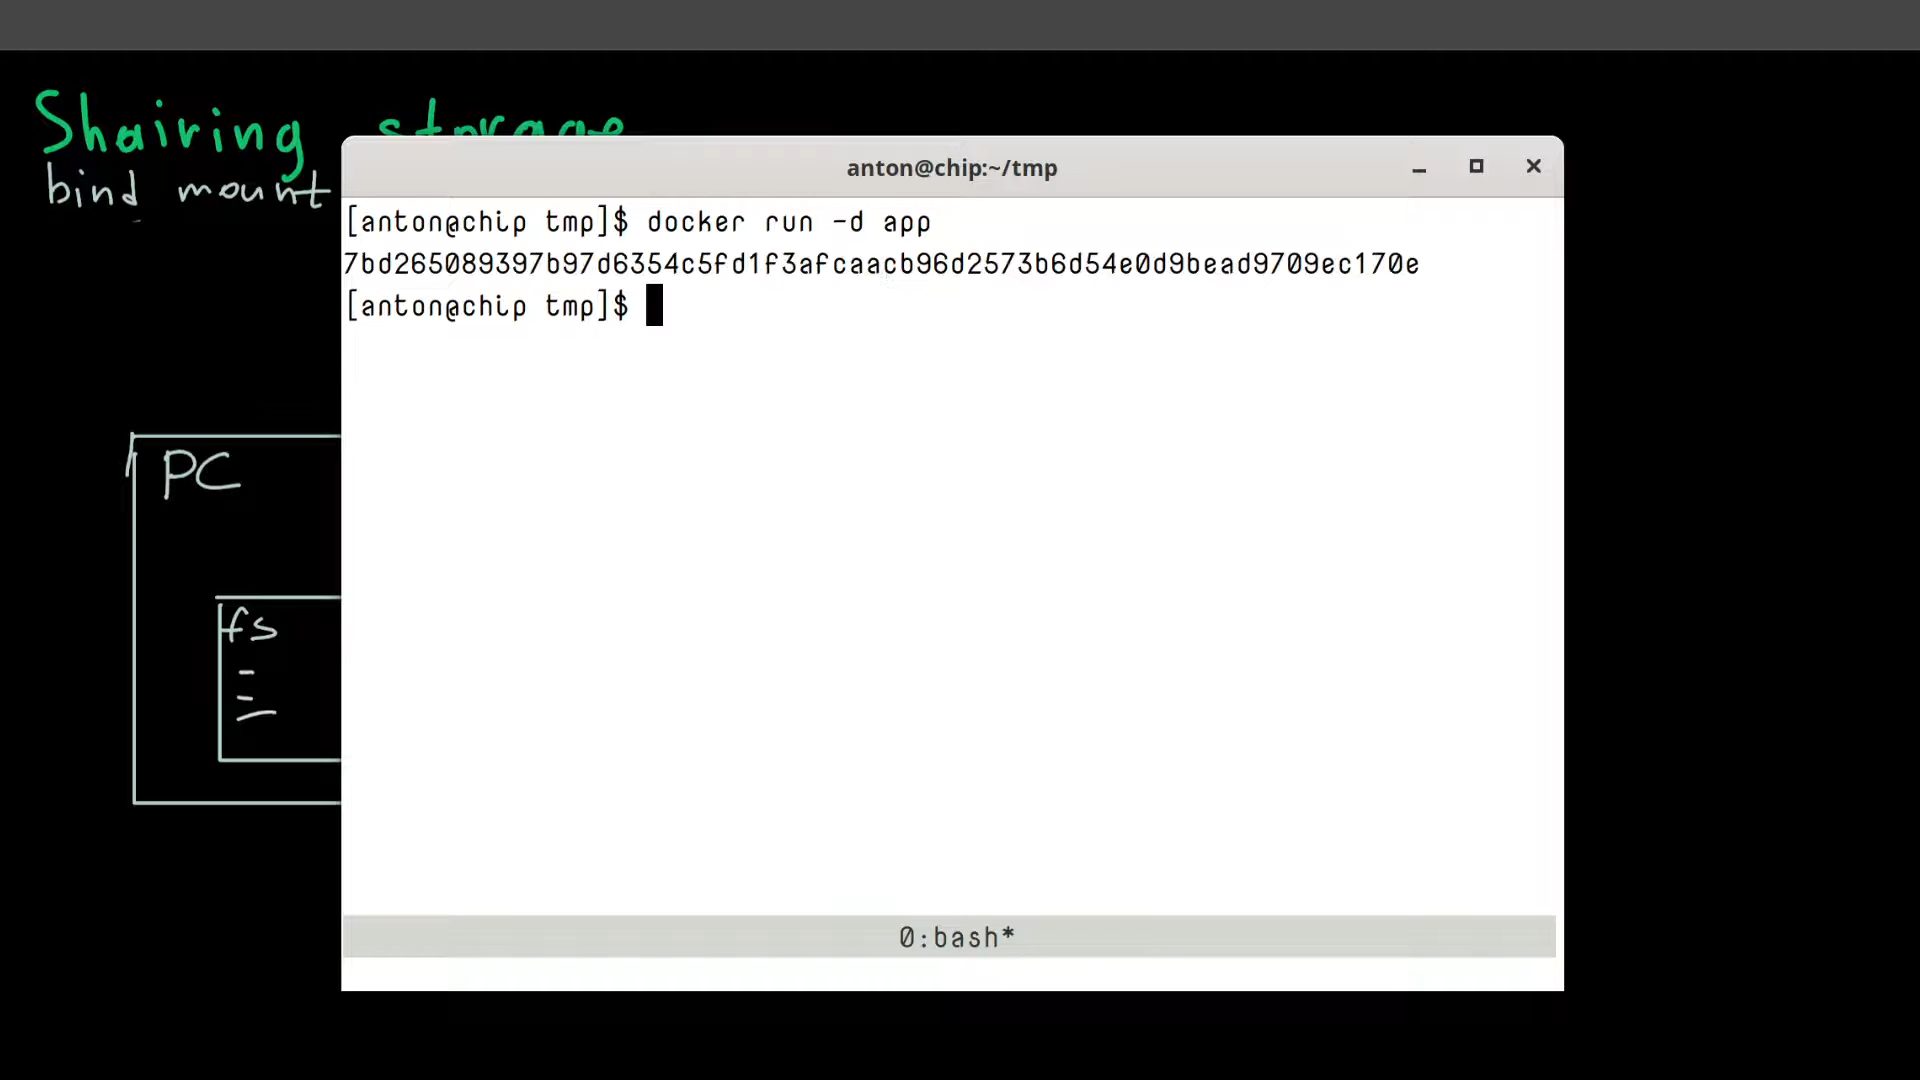 Shairing storage
bind mount
anton@chip:~/tmp
[anton@chip tmp]$ docker run -d app
7bd265089397b97d6354c5fd1f3afcaacb96d2573b6d54e0d9bead9709ec170e
[anton@chip tmp]$
PC
fs
0:bash*